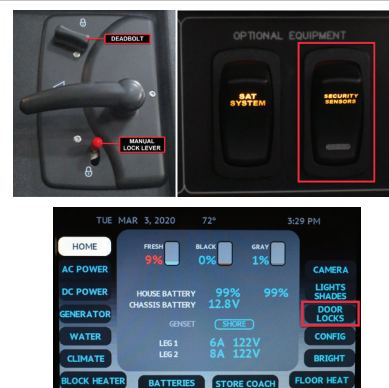 DEADBOLT
MANUAL
LOCK LEVER
OPTIONAL EQUIPMENT
SAT
SYSTEM
SECURITY
SENSORS
TUE MAR 3, 2020 72° 3:29 PM
HOME
AC POWER
DC POWER
GENERATOR
WATER
CLIMATE
BLOCK HEATER
FRESH BLACK GRAY
9% 0% 1%
HOUSE BATTERY 99% 99%
CHASSIS BATTERY 12.8V
GENSET SHORE
LEG 1 6A 122V
LEG 2 8A 122V
CAMERA
LIGHTS
SHADES
DOOR
LOCKS
CONFIG
BRIGHT
FLOOR HEAT
BATTERIES
STORE COACH